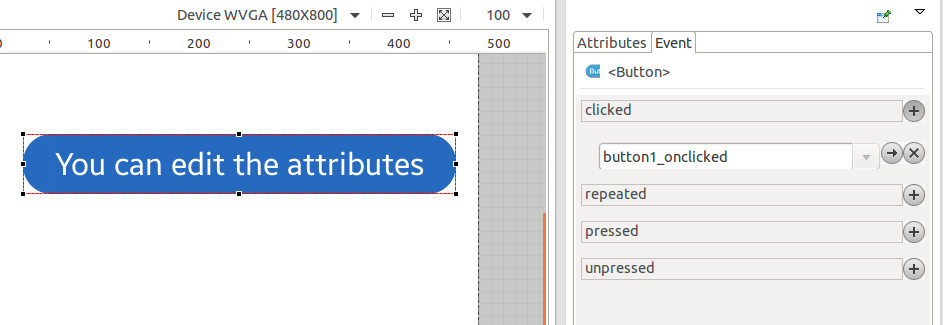 Device WVGA [480X800] 100
0 100 200 300 400 500
You can edit the attributes
Attributes Event
<Button>
clicked
button1_onclicked
repeated
pressed
unpressed